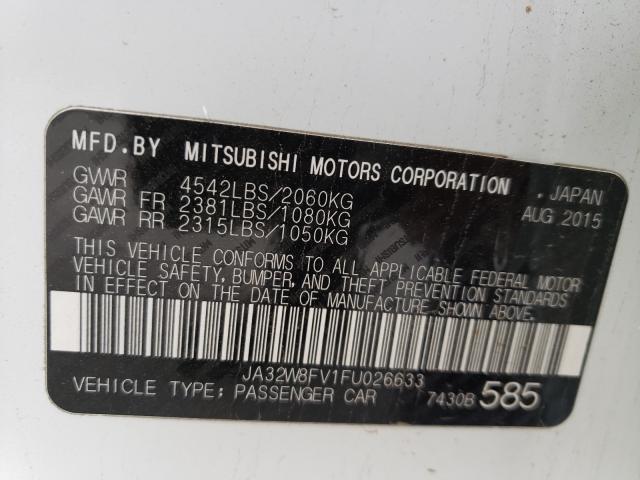 MFD.BY MITSUBISHI MOTORS CORPORATION , JAPAN
GVWR 4542LBS/2060KG AUG 2015
GAWR FR 2381LBS/1080KG
GAWR RR 2315LBS/1050KG
THIS VEHICLE CONFORMS TO ALL APPLICABLE FEDERAL MOTOR
VEHICLE SAFETY, BUMPER, AND THEFT PREVENTION STANDARDS
IN EFFECT ON THE DATE OF MANUFACTURE SHOWN ABOVE.
JA32W8FV1FU026633
VEHICLE TYPE: PASSENGER CAR 7430B 585